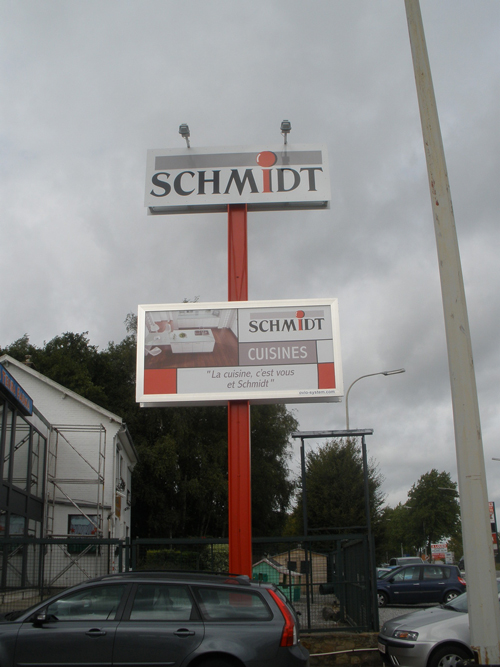 SCHMiDT
SCHMiDT
CUISINES
"La cuisine, c'est vous
et Schmidt"